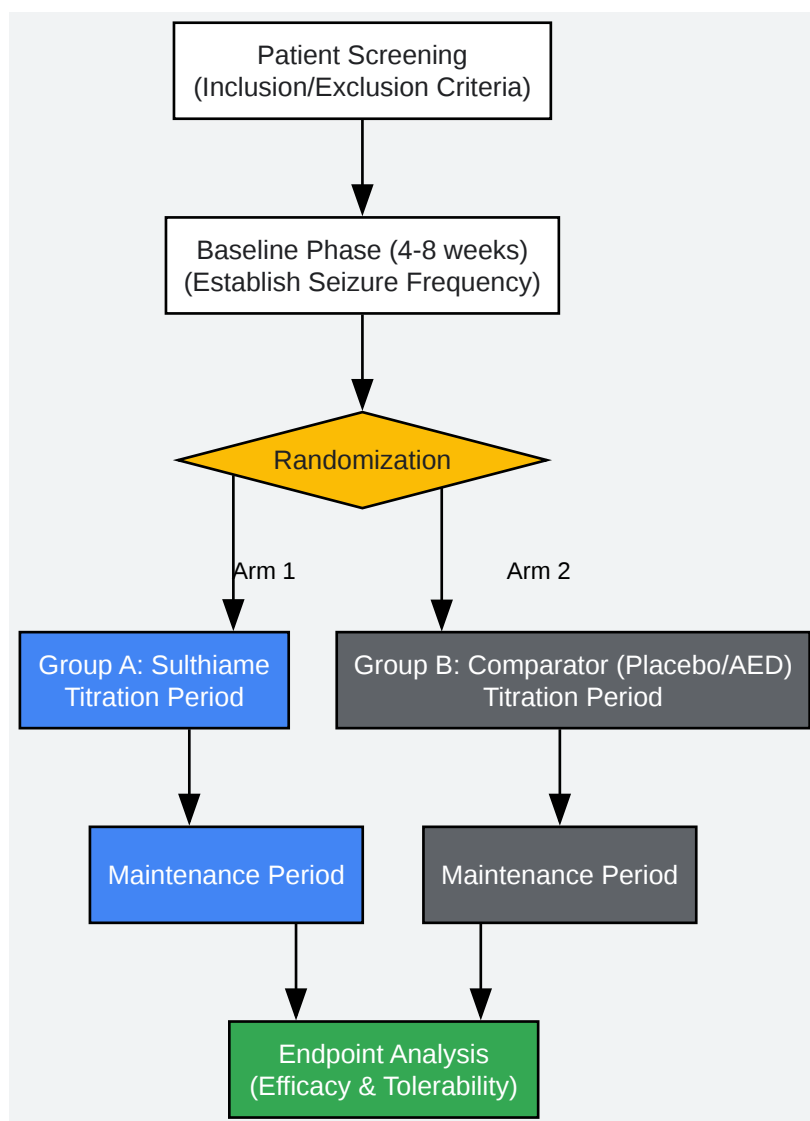 Patient Screening
(Inclusion/Exclusion Criteria)
Baseline Phase (4-8 weeks)
(Establish Seizure Frequency)
Randomization
Arm 1
Arm 2
Group A: Sulthiame
Titration Period
Group B: Comparator (Placebo/AED)
Titration Period
Maintenance Period
Maintenance Period
Endpoint Analysis
(Efficacy & Tolerability)